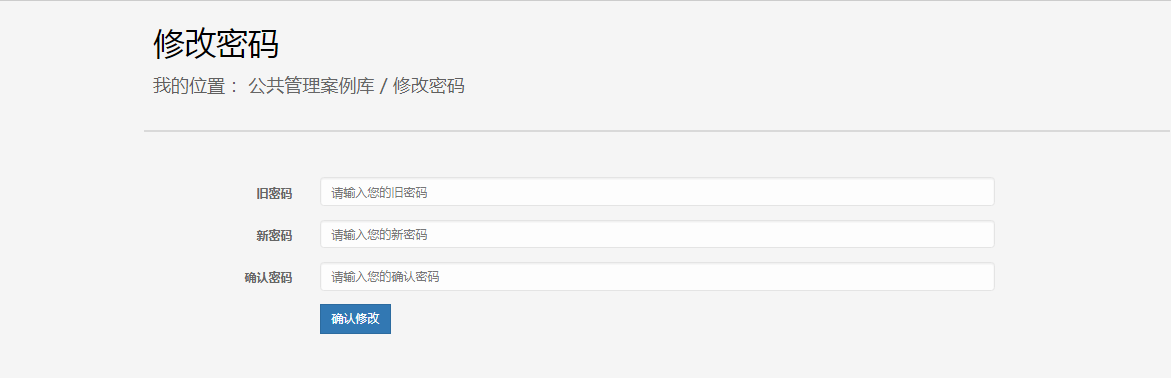 修改密码
我的位置： 公共管理案例库 / 修改密码
旧密码 请输入您的旧密码
新密码 请输入您的新密码
确认密码 请输入您的确认密码
确认修改